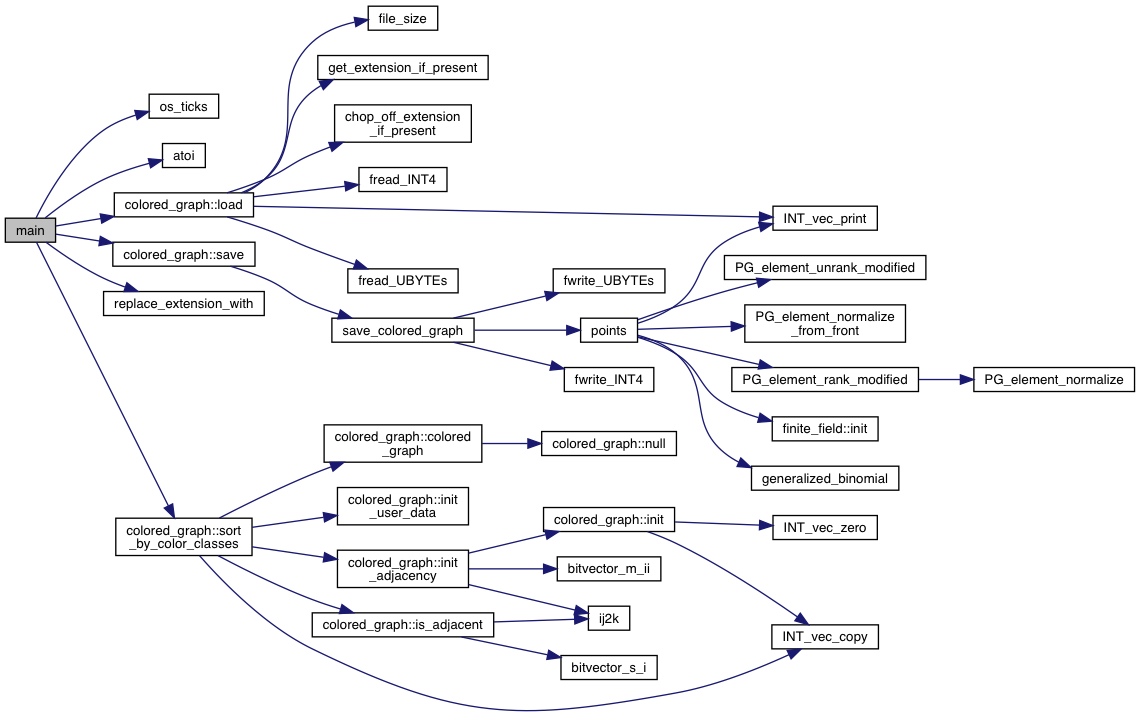 main
os_ticks
atoi
colored_graph::load
colored_graph::save
replace_extension_with
colored_graph::sort
_by_color_classes
file_size
get_extension_if_present
chop_off_extension
_if_present
fread_INT4
fread_UBYTEs
save_colored_graph
colored_graph::colored
_graph
colored_graph::init
_user_data
colored_graph::init
_adjacency
colored_graph::is_adjacent
fwrite_UBYTEs
points
fwrite_INT4
colored_graph::null
colored_graph::init
bitvector_m_ii
ij2k
bitvector_s_i
INT_vec_print
PG_element_unrank_modified
PG_element_normalize
_from_front
PG_element_rank_modified
finite_field::init
generalized_binomial
INT_vec_zero
INT_vec_copy
PG_element_normalize